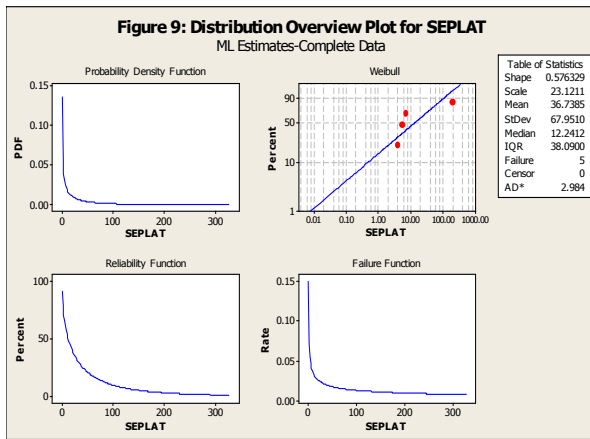 Figure 9: Distribution Overview Plot for SEPLAT
ML Estimates-Complete Data
Probability Density Function
PDF
0.15
0.10
0.05
0.00
0 100 200 300
SEPLAT
Weibull
Percent
90
50
10
1
0.01 0.10 1.00 10.00 100.00 1000.00
SEPLAT
Table of Statistics
Shape 0.576329
Scale 23.1211
Mean 36.7385
StDev 67.9510
Median 12.2412
IQR 38.0900
Failure 5
Censor 0
AD* 2.984
Reliability Function
Percent
100
50
0
0 100 200 300
SEPLAT
Failure Function
Rate
0.15
0.10
0.05
0.00
0 100 200 300
SEPLAT